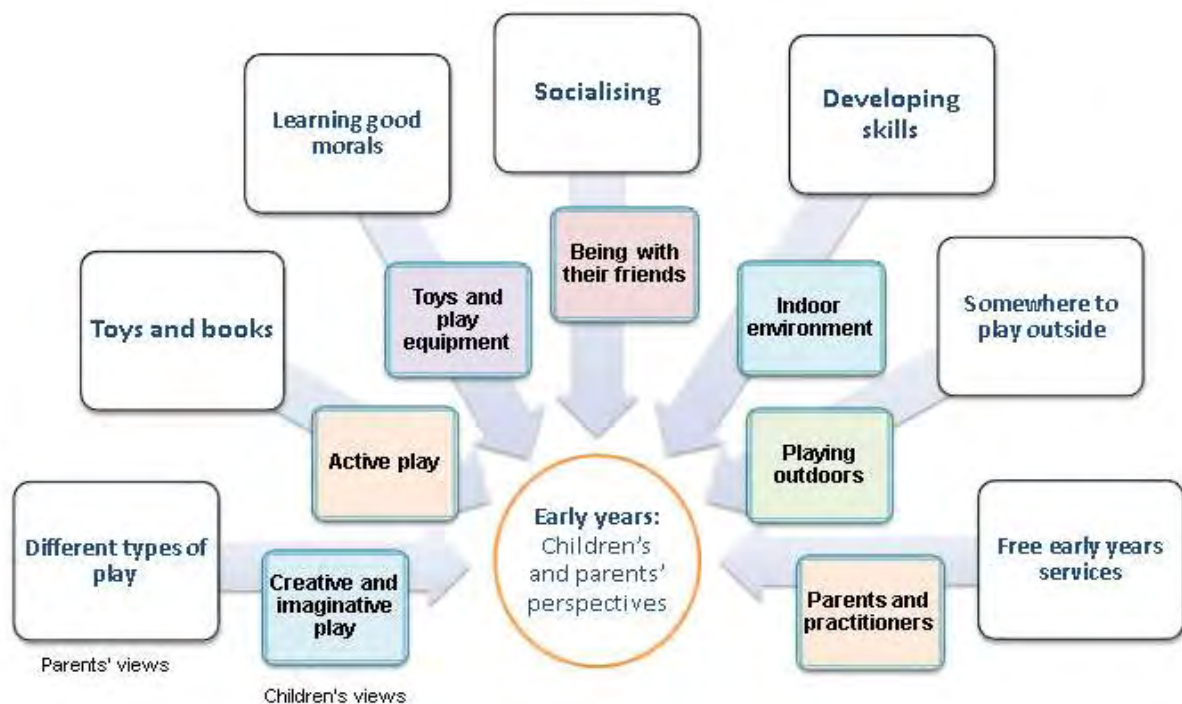 Socialising
Developing
skills
Learning good
morals
Being with
their friends
Toys and
play
equipment
Indoor
environment
Somewhere to
play outside
Toys and books
Active play
Playing
outdoors
Early years:
Children's
and parents'
perspectives
Different types of
play
Creative and
imaginative
play
Parents and
practitioners
Free early years
services
Parents' views
Children's views